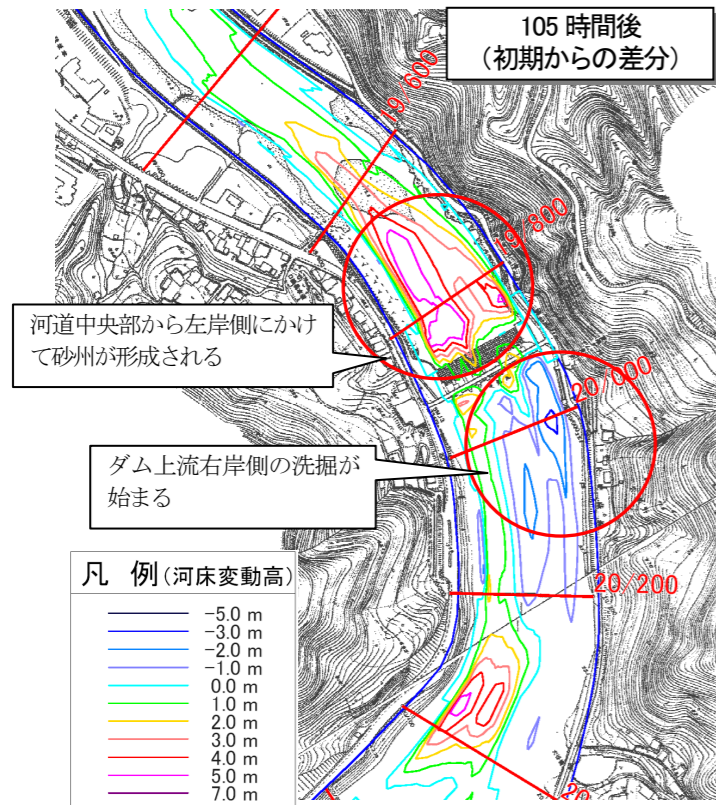 105 時間後
（初期からの差分）
19/600
19/800
河道中央部から左岸側にかけ
て砂州が形成される
20/000
ダム上流右岸側の洗掘が
始まる
20/200
凡 例(河床変動高)
-5.0 m
-3.0 m
-2.0 m
-1.0 m
0.0 m
1.0 m
2.0 m
3.0 m
4.0 m
5.0 m
7.0 m
20